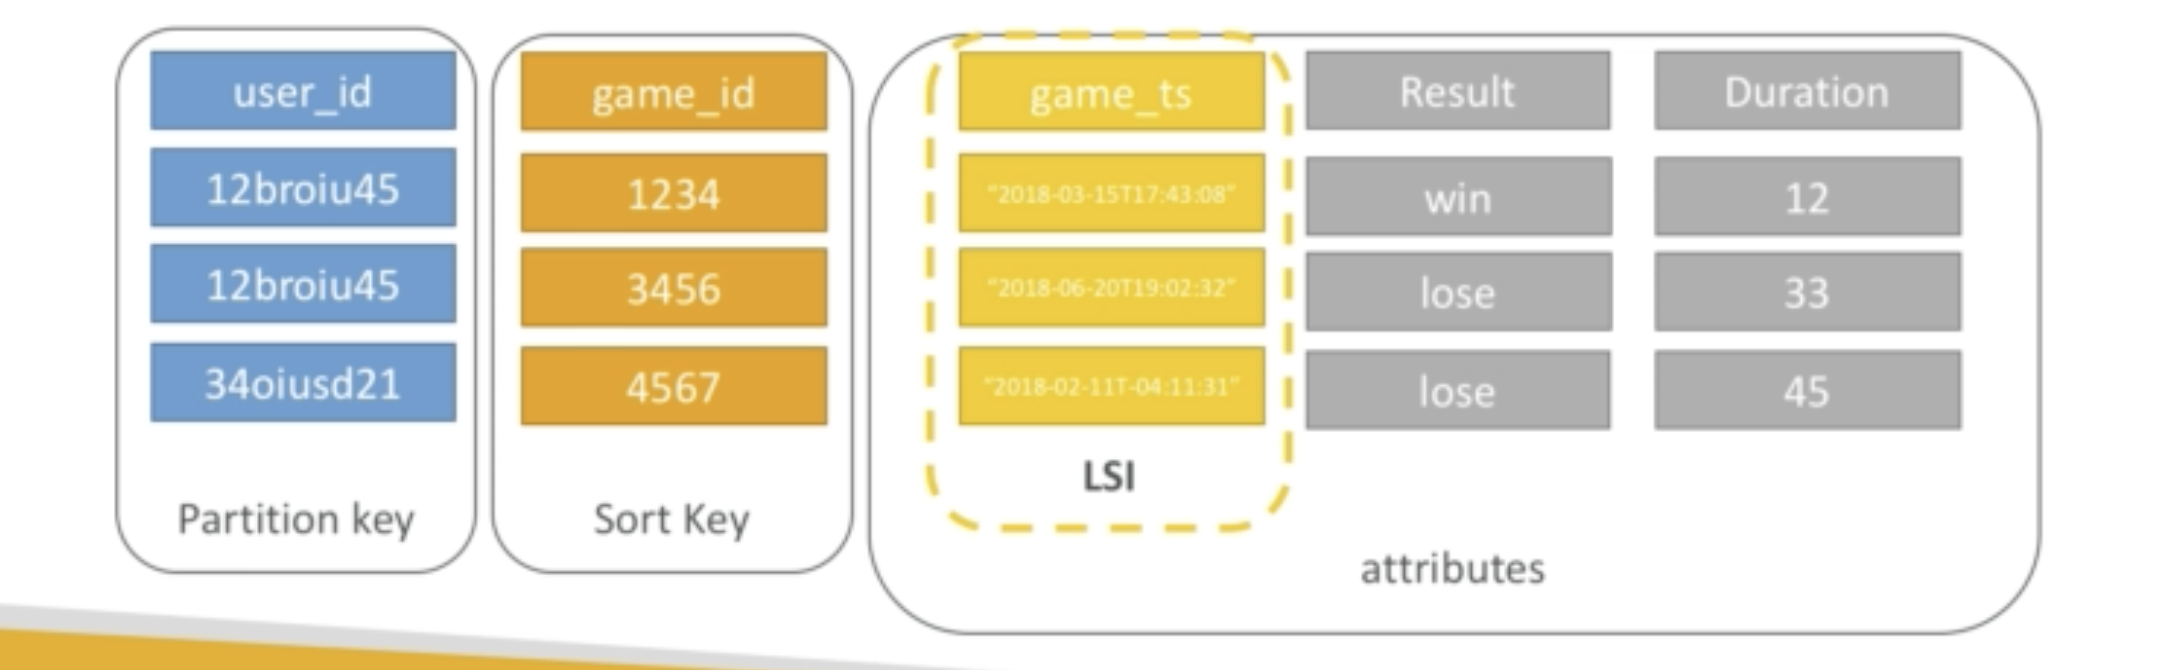 user_id game_id game_ts Result Duration
12broiu45 1234 "2018-03-15T17:43:08" win 12
12broiu45 3456 "2018-06-20T19:02:32" lose 33
34oiusd21 4567 "2018-02-11T-04:11:31" lose 45
LSI
Partition key Sort Key
attributes